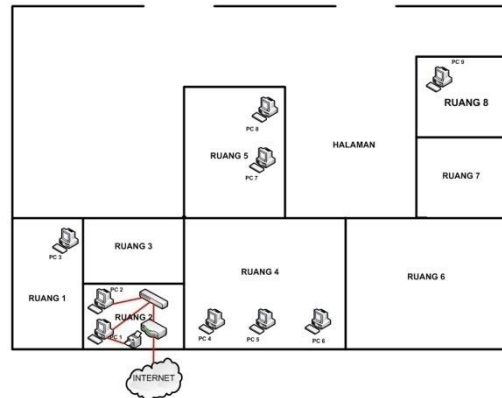 PC 9
RUANG 8
PC 8
RUANG 5
PC 7
HALAMAN
RUANG 7
PC 3
RUANG 3
RUANG 4
RUANG 6
RUANG 1
PC 2
RUANG 2
PC 1
PC 4
PC 5
PC 6
INTERNET